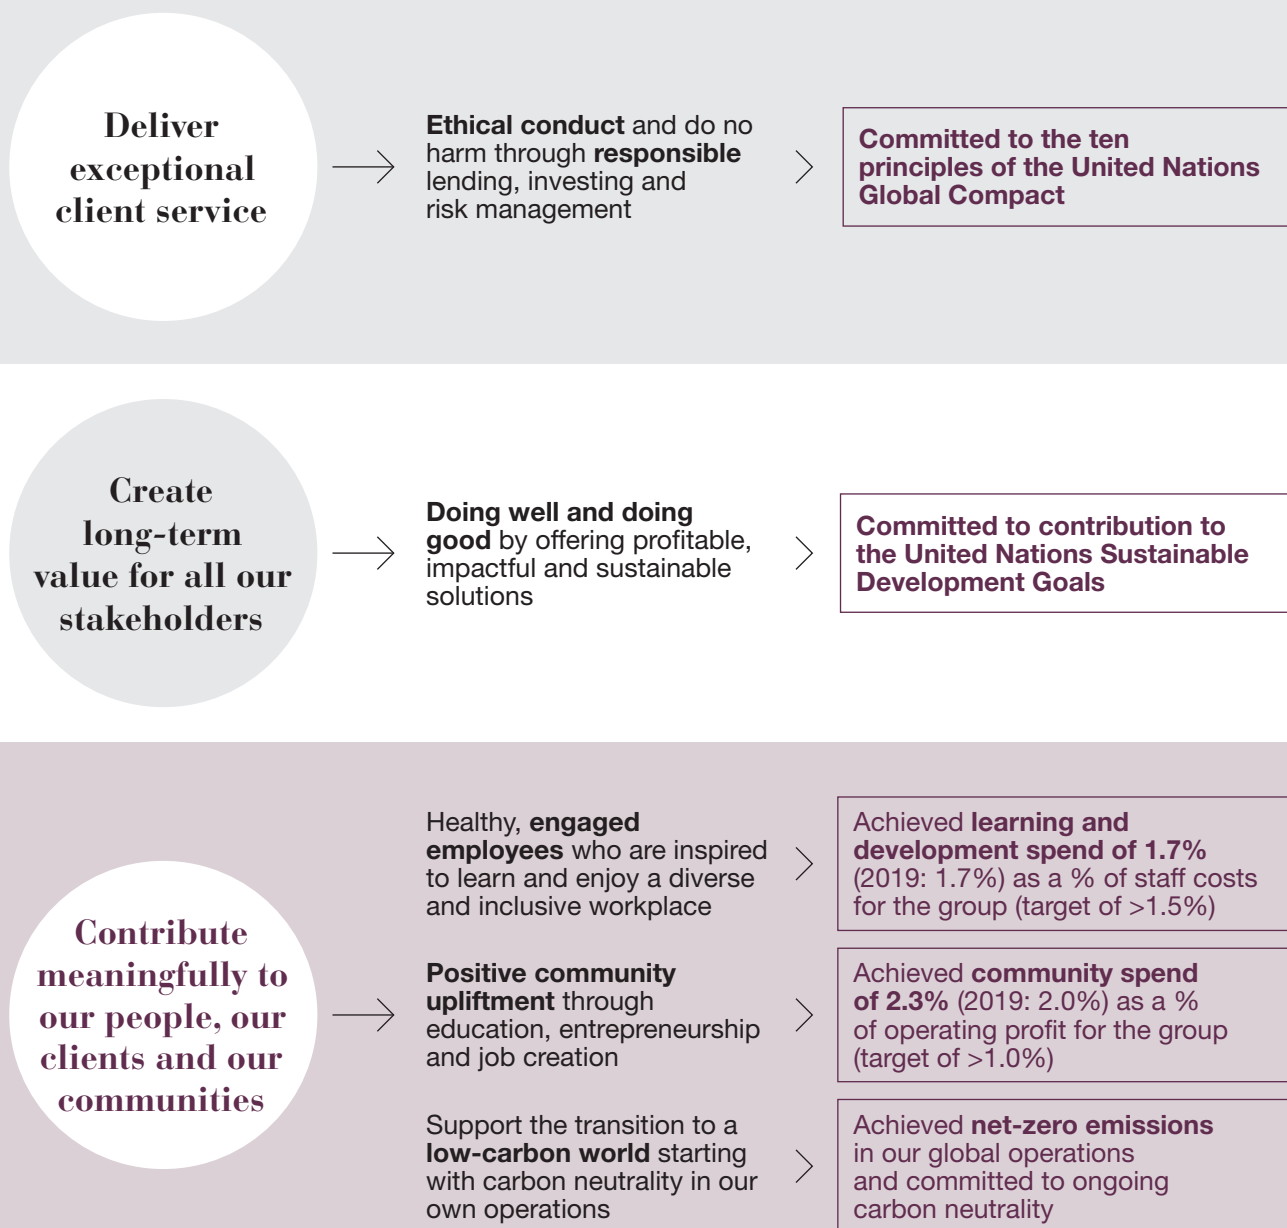 Deliver
exceptional
client service
Ethical conduct and do no
harm through responsible
lending, investing and
risk management
Committed to the ten
principles of the United Nations
Global Compact
Create
long-term
value for all our
stakeholders
Doing well and doing
good by offering profitable,
impactful and sustainable
solutions
Committed to contribution to
the United Nations Sustainable
Development Goals
Contribute
meaningfully to
our people, our
clients and our
communities
Healthy, engaged
employees who are inspired
to learn and enjoy a diverse
and inclusive workplace
Achieved learning and
development spend of 1.7%
(2019: 1.7%) as a % of staff costs
for the group (target of >1.5%)
Positive community
upliftment through
education, entrepreneurship
and job creation
Achieved community spend
of 2.3% (2019: 2.0%) as a %
of operating profit for the group
(target of >1.0%)
Support the transition to a
low-carbon world starting
with carbon neutrality in our
own operations
Achieved net-zero emissions
in our global operations
and committed to ongoing
carbon neutrality